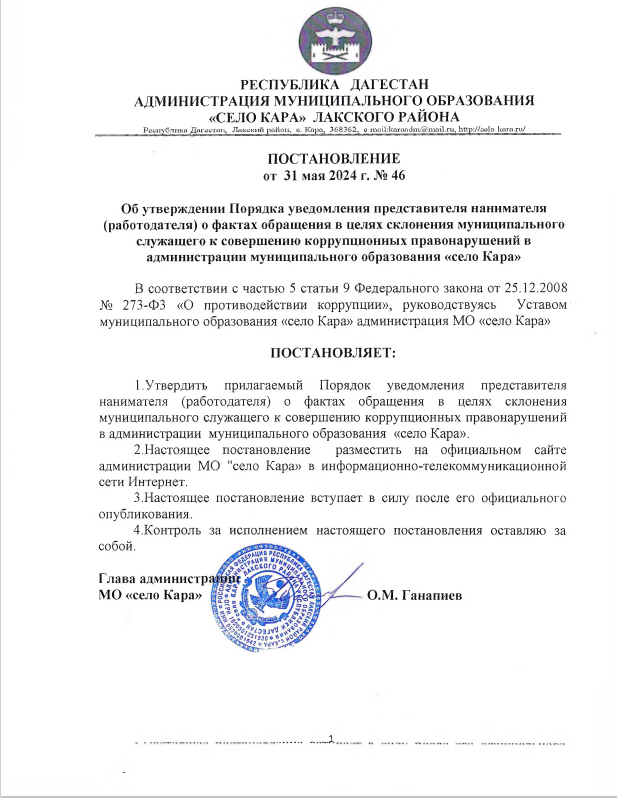 РЕСПУБЛИКА ДАГЕСТАН
АДМИНИСТРАЦИЯ МУНИЦИПАЛЬНОГО ОБРАЗОВАНИЯ
«СЕЛО КАРА» ЛАКСКОГО РАЙОНА
Республика Дагестан, Лакский район, с. Кара, 368362, e mail:karaadm@mail.ru, http://selo kara.ru/
ПОСТАНОВЛЕНИЕ
от 31 мая 2024 г. № 46
Об утверждении Порядка уведомления представителя нанимателя
(работодателя) о фактах обращения в целях склонения муниципального
служащего к совершению коррупционных правонарушений в
администрации муниципального образования «село Кара»
В соответствии с частью 5 статьи 9 Федерального закона от 25.12.2008
№ 273-ФЗ «О противодействии коррупции», руководствуясь Уставом
муниципального образования «село Кара» администрация МО «село Кара»
ПОСТАНОВЛЯЕТ:
1.Утвердить прилагаемый Порядок уведомления представителя
нанимателя (работодателя) о фактах обращения в целях склонения
муниципального служащего к совершению коррупционных правонарушений
в администрации муниципального образования «село Кара».
2.Настоящее постановление разместить на официальном сайте
администрации МО "село Кара» в информационно-телекоммуникационной
сети Интернет.
3.Настоящее постановление вступает в силу после его официального
опубликования.
4.Контроль за исполнением настоящего постановления оставляю за
собой.
Глава администрации
МО «село Кара» О.М. Ганапиев
1